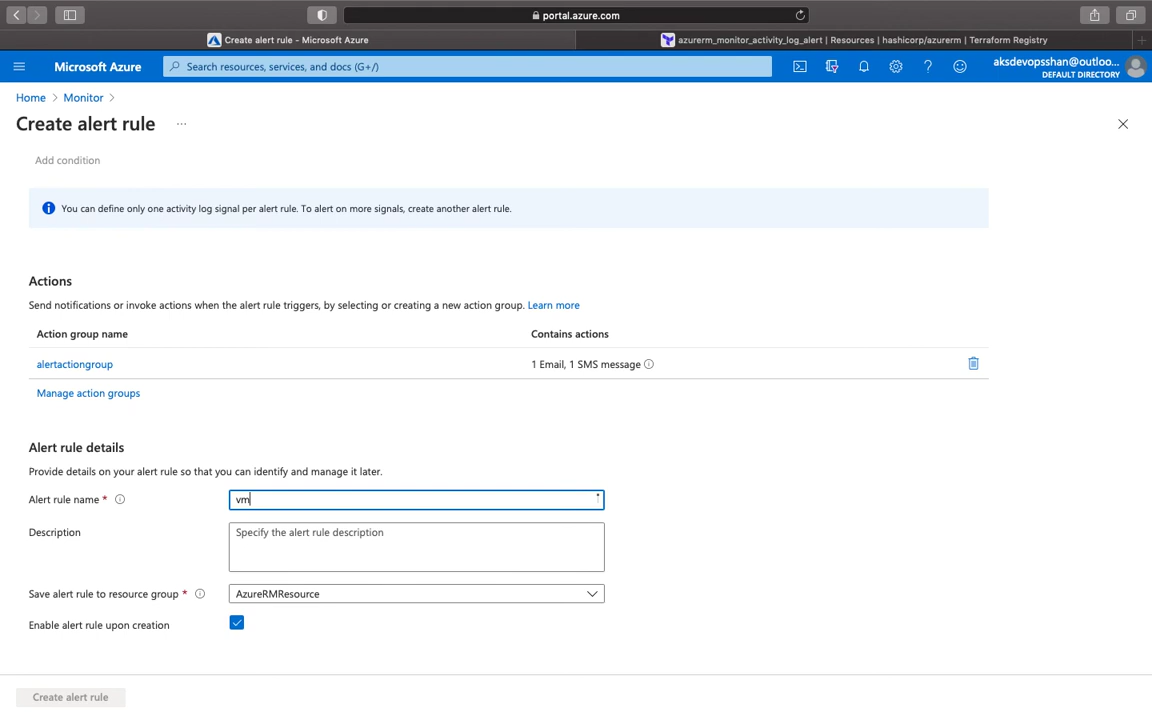 portal.azure.com
Create alert rule - Microsoft Azure
azurerm_monitor_activity_log_alert | Resources | hashicorp/azurerm | Terraform Registry
Microsoft Azure
Search resources, services, and docs (G+/)
aksdevopsshan@outloo...
DEFAULT DIRECTORY
Home > Monitor >
Create alert rule ...
Add condition
You can define only one activity log signal per alert rule. To alert on more signals, create another alert rule.
Actions
Send notifications or invoke actions when the alert rule triggers, by selecting or creating a new action group. Learn more
Action group name Contains actions
alertactiongroup 1 Email, 1 SMS message
Manage action groups
Alert rule details
Provide details on your alert rule so that you can identify and manage it later.
Alert rule name * vm
Description Specify the alert rule description
Save alert rule to resource group * AzureRMResource
Enable alert rule upon creation
Create alert rule